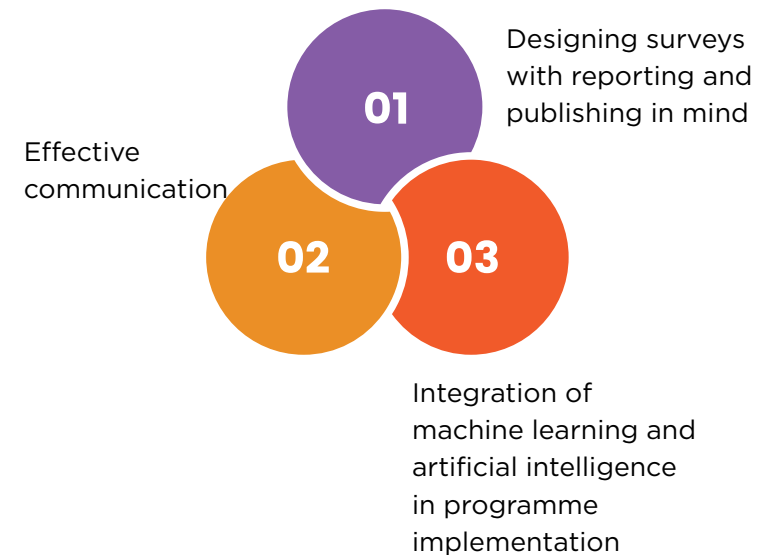 01
Designing surveys
with reporting and
publishing in mind
Effective
communication
02
03
Integration of
machine learning and
artificial intelligence
in programme
implementation